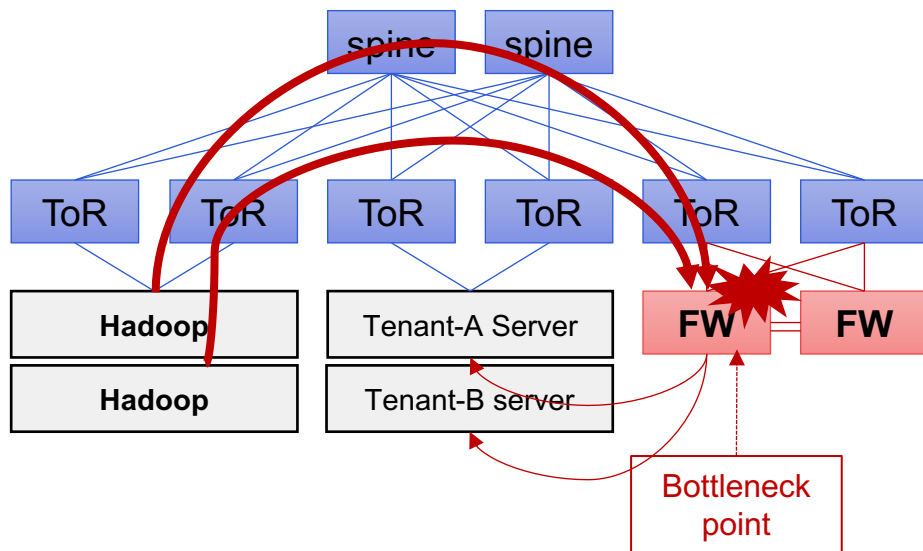 spine
spine
ToR
ToR
ToR
ToR
ToR
ToR
Hadoop
Tenant-A Server
FW
FW
Hadoop
Tenant-B server
Bottleneck
point